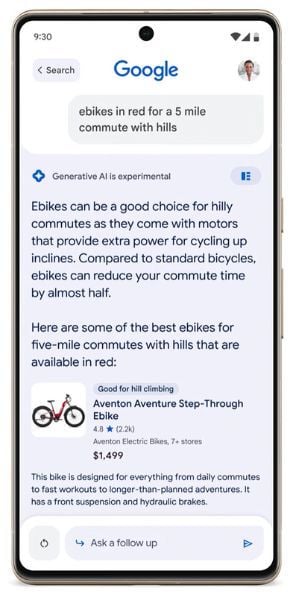 9:30
Search
Google
ebikes in red for a 5 mile
commute with hills
Generative AI is experimental
Ebikes can be a good choice for hilly
commutes as they come with motors
that provide extra power for cycling up
inclines. Compared to standard bicycles,
ebikes can reduce your commute time
by almost half.
Here are some of the best ebikes for
five-mile commutes with hills that are
available in red:
Good for hill climbing
Aventon Aventure Step-Through
Ebike
4.8 ★ (2.2k)
Aventon Electric Bikes, 7+ stores
$1,499
This bike is designed for everything from daily commutes
to fast workouts to longer-than-planned adventures. It
has a front suspension and hydraulic brakes.
Ask a follow up